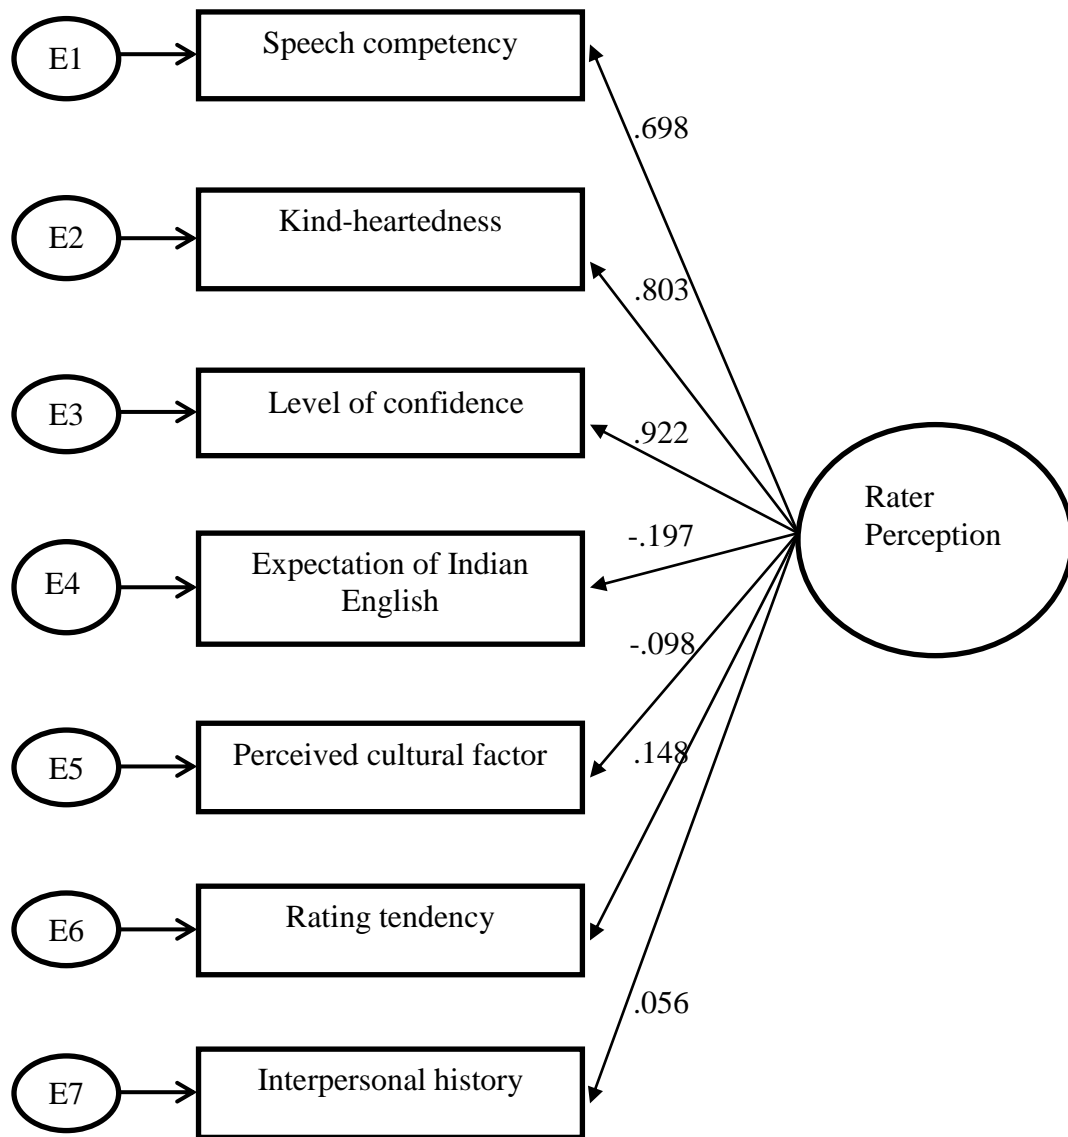 E1
Speech competency
.698
E2
Kind-heartedness
.803
E3
Level of confidence
.922
Rater
Perception
E4
Expectation of Indian
English
-.197
-.098
E5
Perceived cultural factor
.148
E6
Rating tendency
.056
E7
Interpersonal history